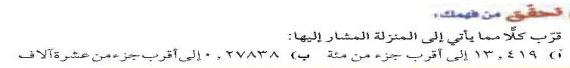 تحقق من فهمك:
قرّب كلًّا مما يأتي إلى المنزلة المشار إليها:
أ) ١٣,٤١٩ إلى أقرب جزء من مئة ب) ٠,٢٧٨٣٨ إلى أقرب جزء من عشرة آلاف